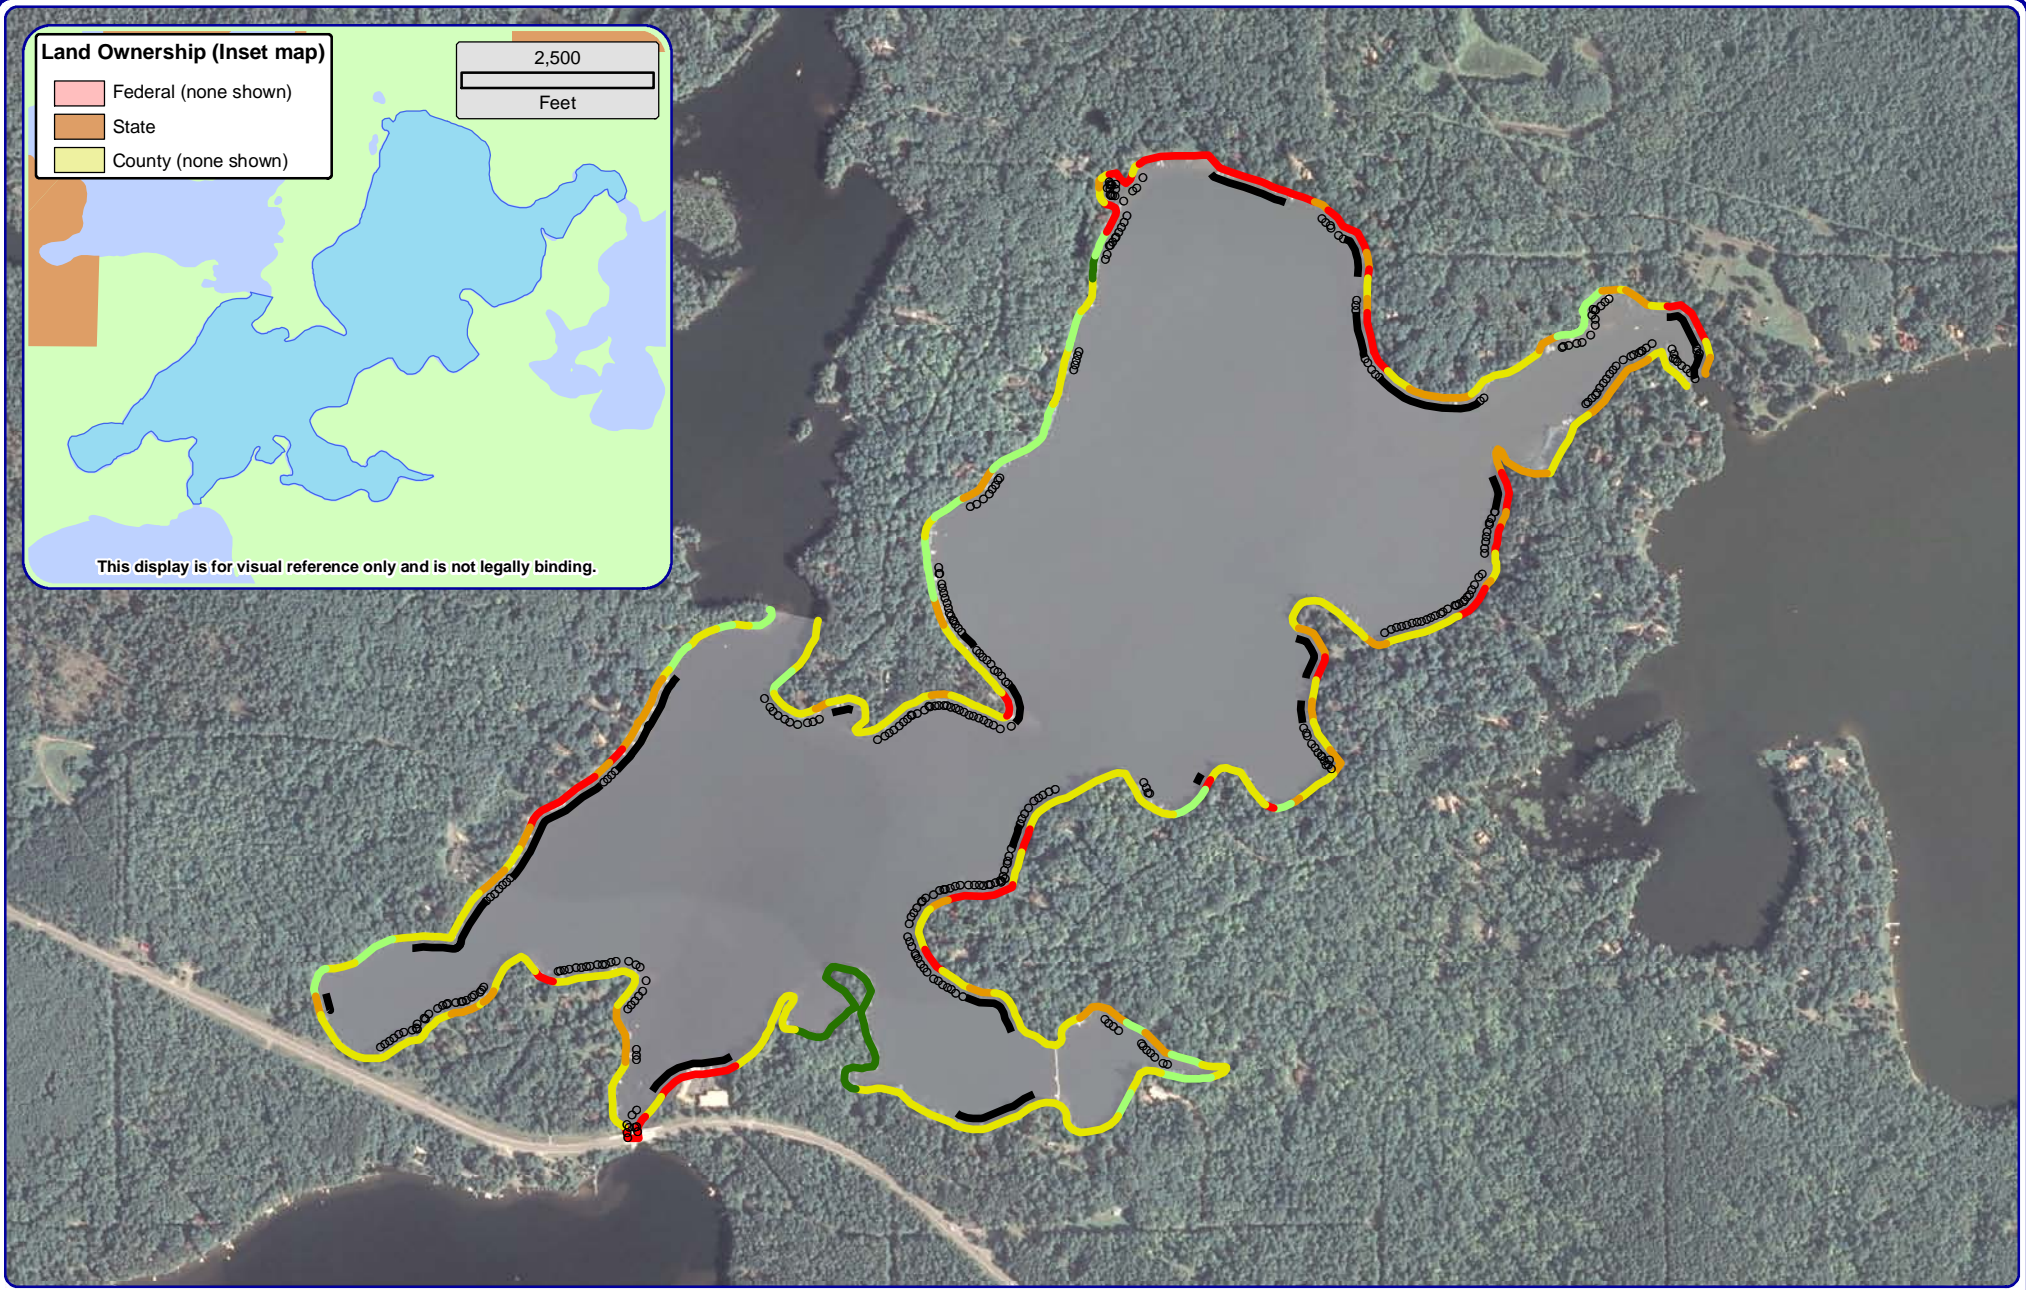 Land Ownership (Inset map)
Federal (none shown)
State
County (none shown)
2,500
Feet
This display is for visual reference only and is not legally binding.